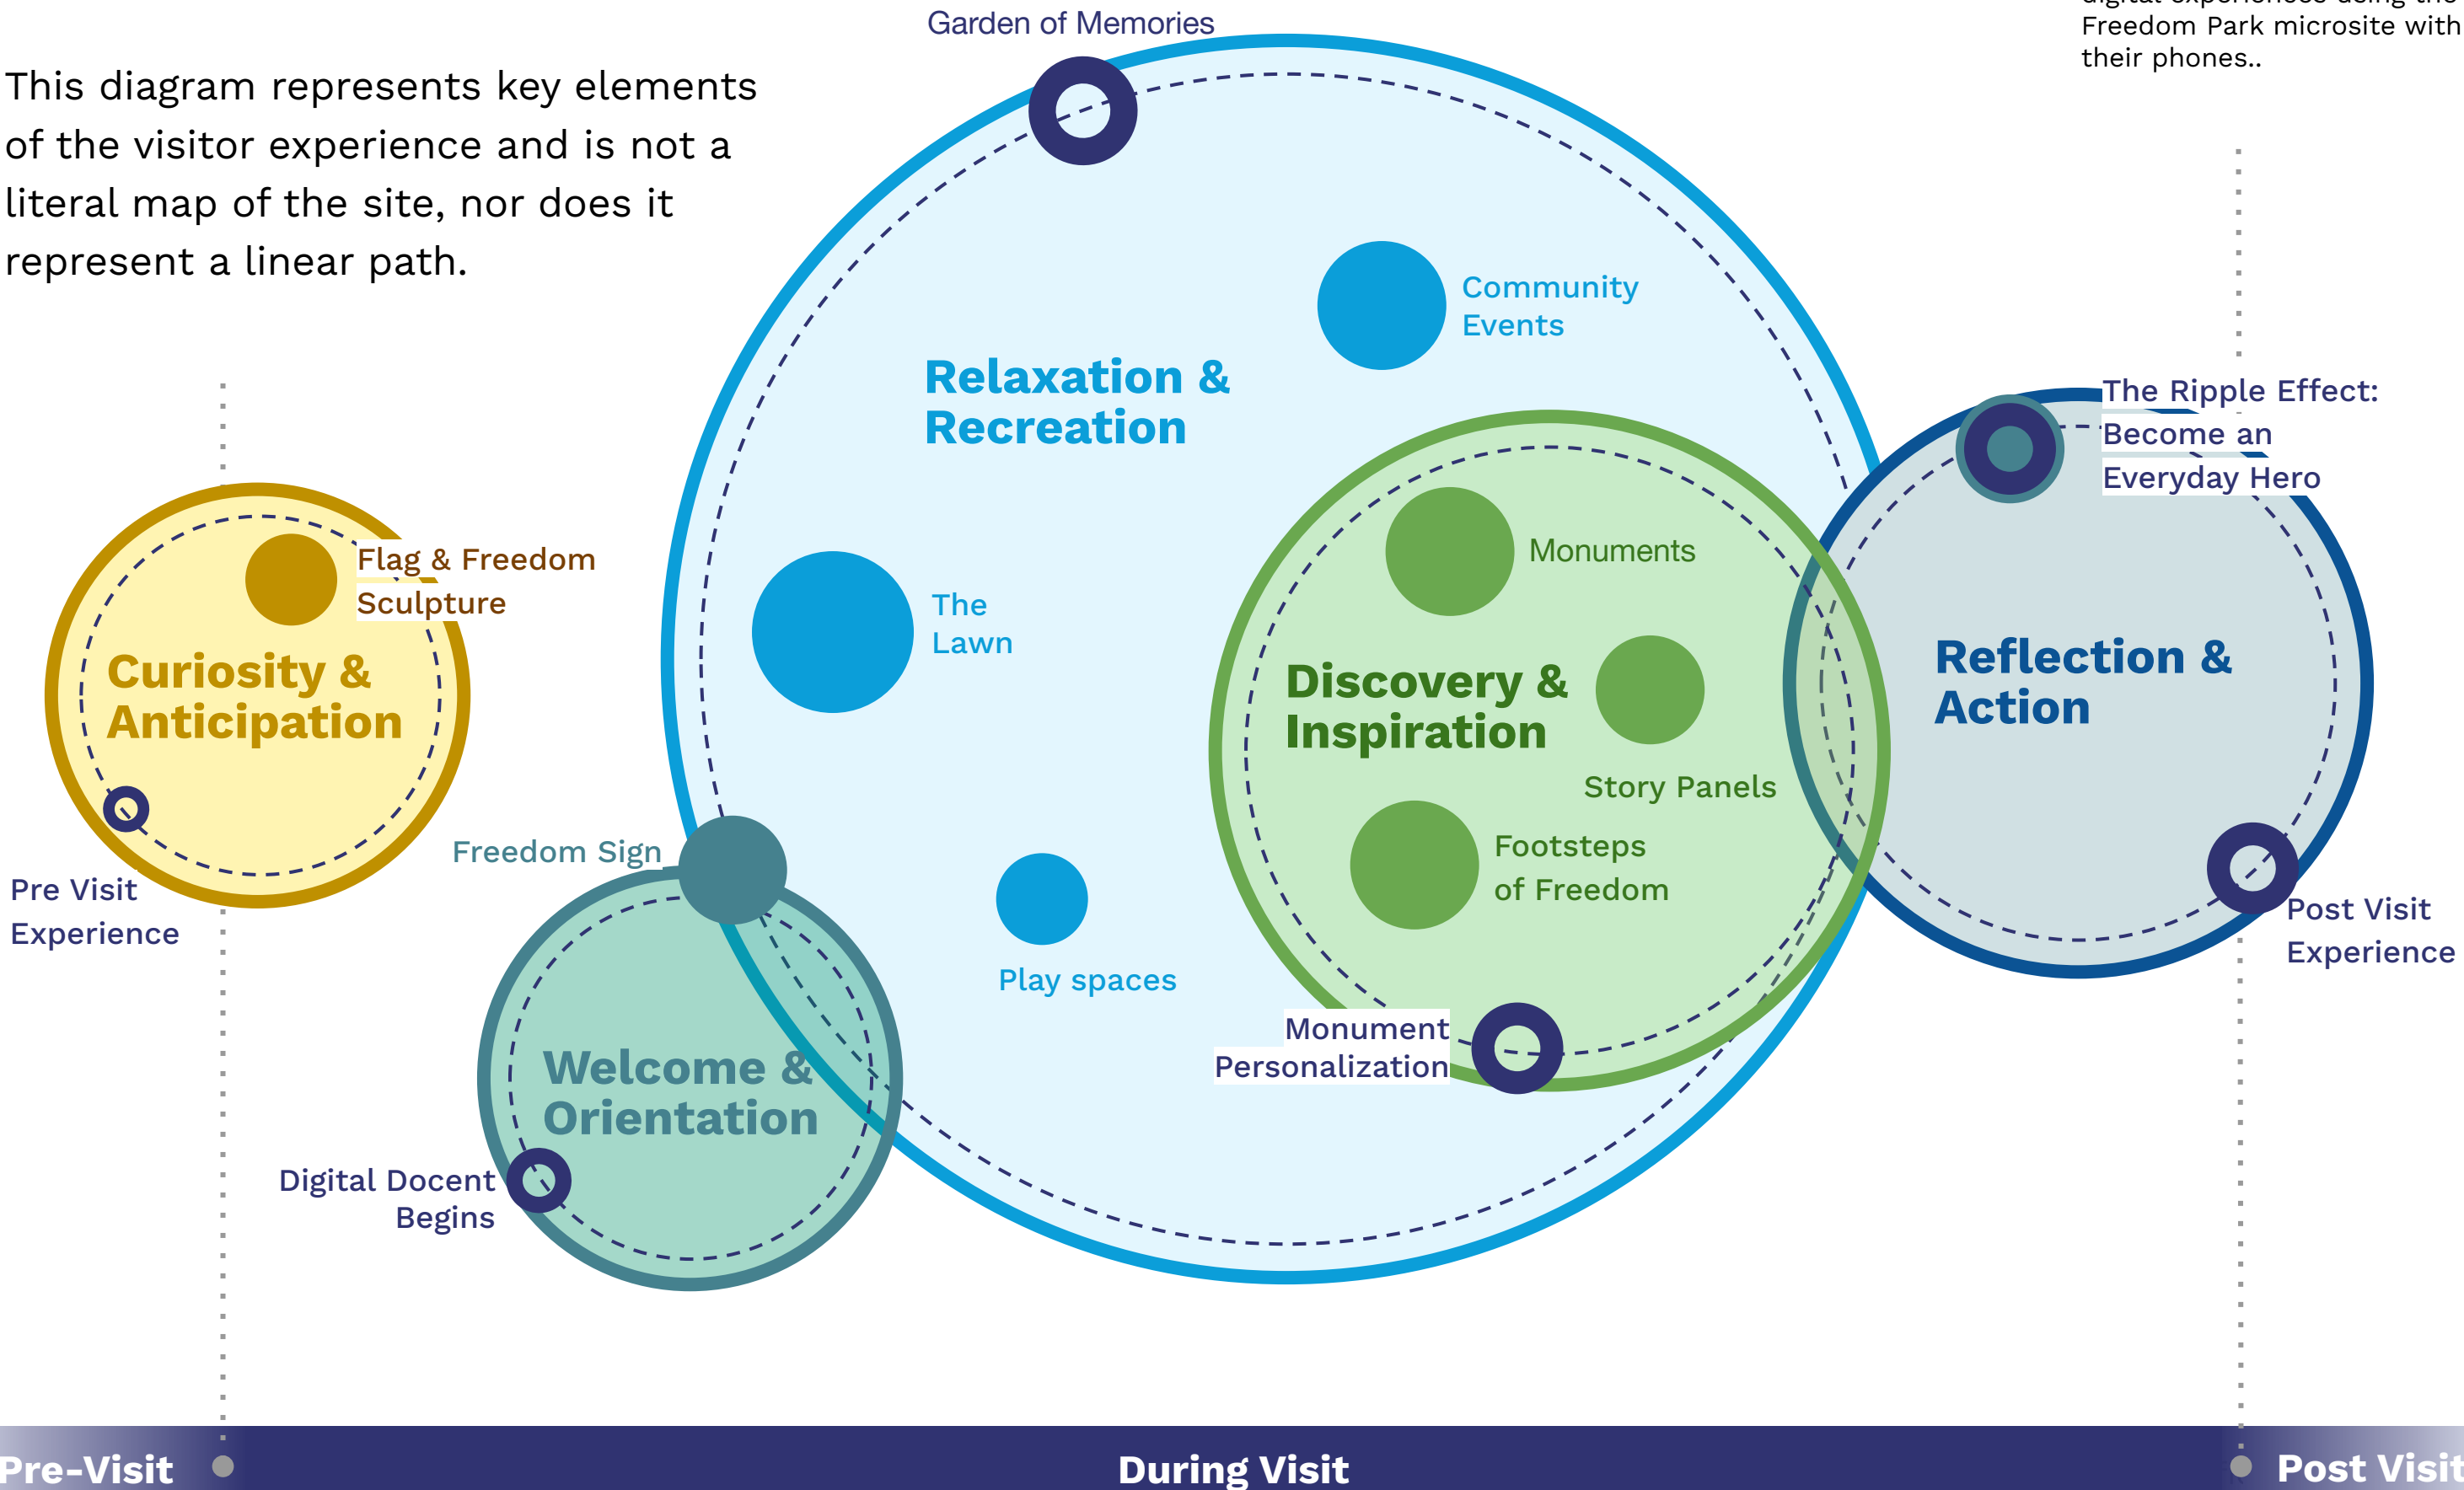 Garden of Memories
digital experiences using the
Freedom Park microsite with
their phones..
This diagram represents key elements
of the visitor experience and is not a
literal map of the site, nor does it
represent a linear path.
Community
Events
Relaxation &
Recreation
The Ripple Effect:
Become an
Everyday Hero
Flag & Freedom
Sculpture
Monuments
The
Lawn
Curiosity &
Anticipation
Discovery &
Inspiration
Reflection &
Action
Story Panels
Freedom Sign
Footsteps
of Freedom
Pre Visit
Experience
Post Visit
Experience
Play spaces
Monument
Personalization
Welcome &
Orientation
Digital Docent
Begins
Pre-Visit
During Visit
Post Visit